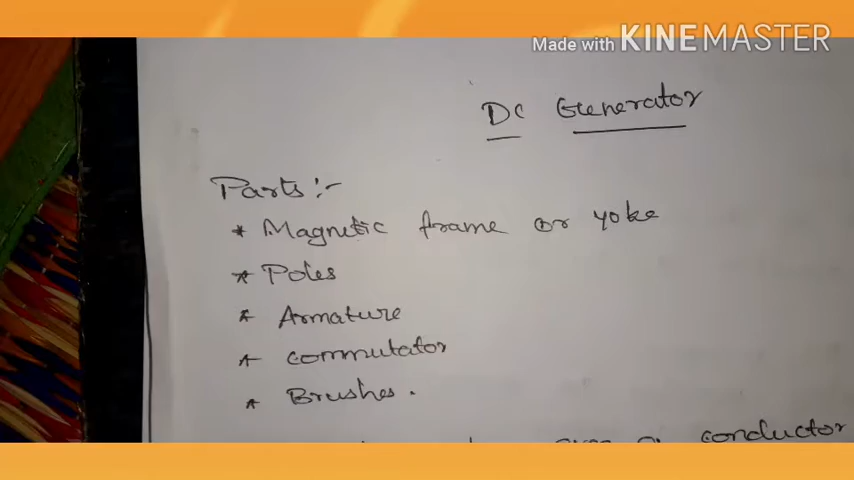 Made with KINEMASTER
DC Generator
Parts :-
* Magnetic frame or yoke
* Poles
* Armature
* commutator
* Brushes.
conductor